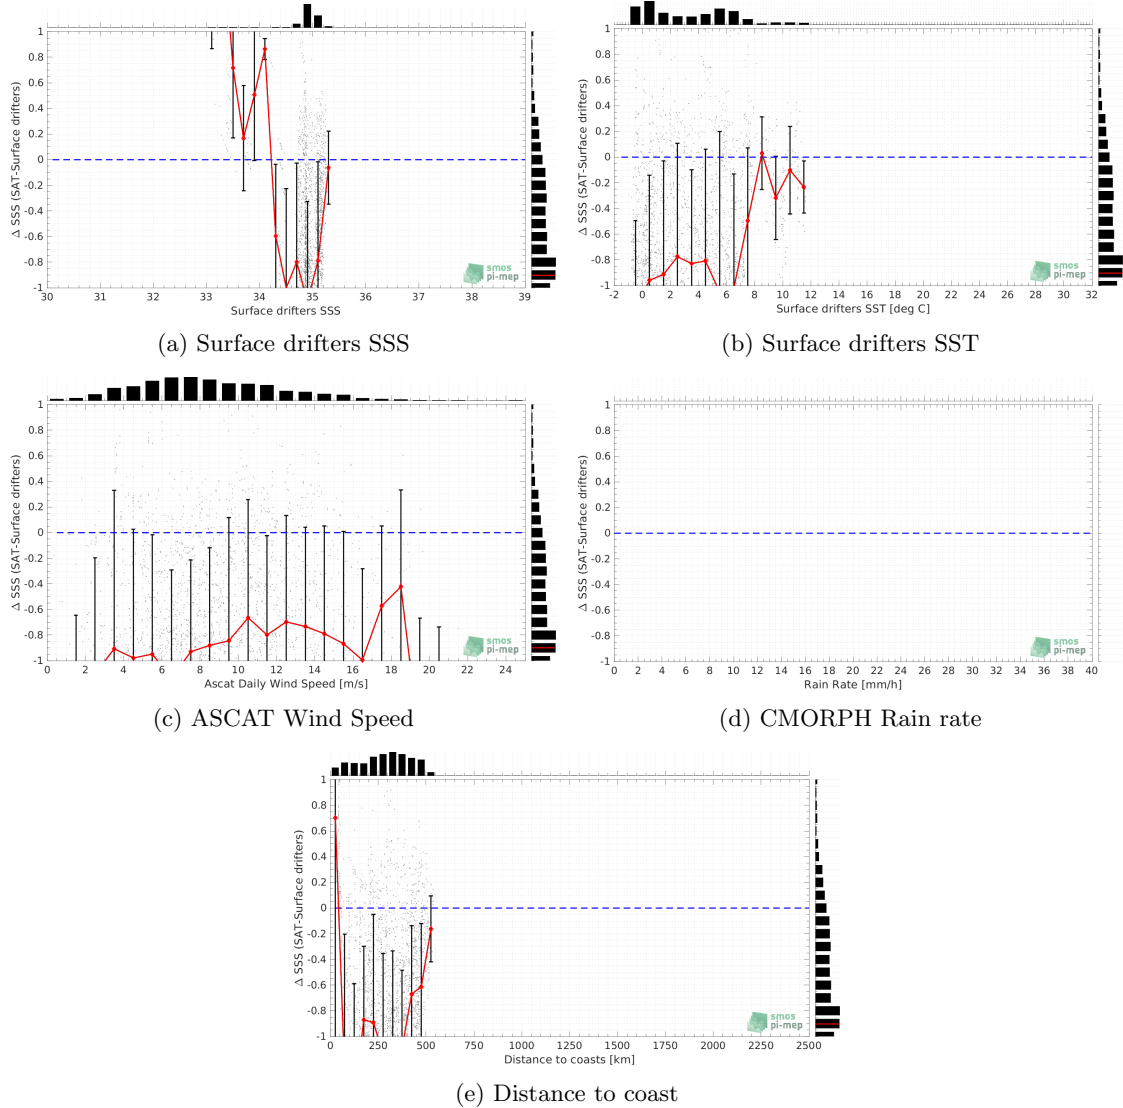 Δ SSS (SAT-Surface drifters)
1
0.8
0.6
0.4
0.2
0
-0.2
-0.4
-0.6
-0.8
-1
30 31 32 33 34 35 36 37 38 39
Surface drifters SSS
smos
pi-mep
(a) Surface drifters SSS
Δ SSS (SAT-Surface drifters)
1
0.8
0.6
0.4
0.2
0
-0.2
-0.4
-0.6
-0.8
-1
-2 0 2 4 6 8 10 12 14 16 18 20 22 24 26 28 30 32
Surface drifters SST [deg C]
smos
pi-mep
(b) Surface drifters SST
Δ SSS (SAT-Surface drifters)
1
0.8
0.6
0.4
0.2
0
-0.2
-0.4
-0.6
-0.8
-1
0 2 4 6 8 10 12 14 16 18 20 22 24
Ascat Daily Wind Speed [m/s]
smos
pi-mep
(c) ASCAT Wind Speed
Δ SSS (SAT-Surface drifters)
1
0.8
0.6
0.4
0.2
0
-0.2
-0.4
-0.6
-0.8
-1
0 2 4 6 8 10 12 14 16 18 20 22 24 26 28 30 32 34 36 38 40
Rain Rate [mm/h]
smos
pi-mep
(d) CMORPH Rain rate
Δ SSS (SAT-Surface drifters)
1
0.8
0.6
0.4
0.2
0
-0.2
-0.4
-0.6
-0.8
-1
0 250 500 750 1000 1250 1500 1750 2000 2250 2500
Distance to coasts [km]
smos
pi-mep
(e) Distance to coast